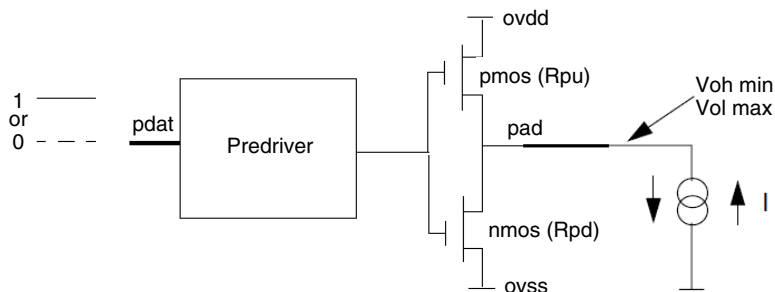 ovdd
pmos (Rpu)
Voh min
Vol max
1
or
0
pdat
Predriver
pad
I
nmos (Rpd)
ovss